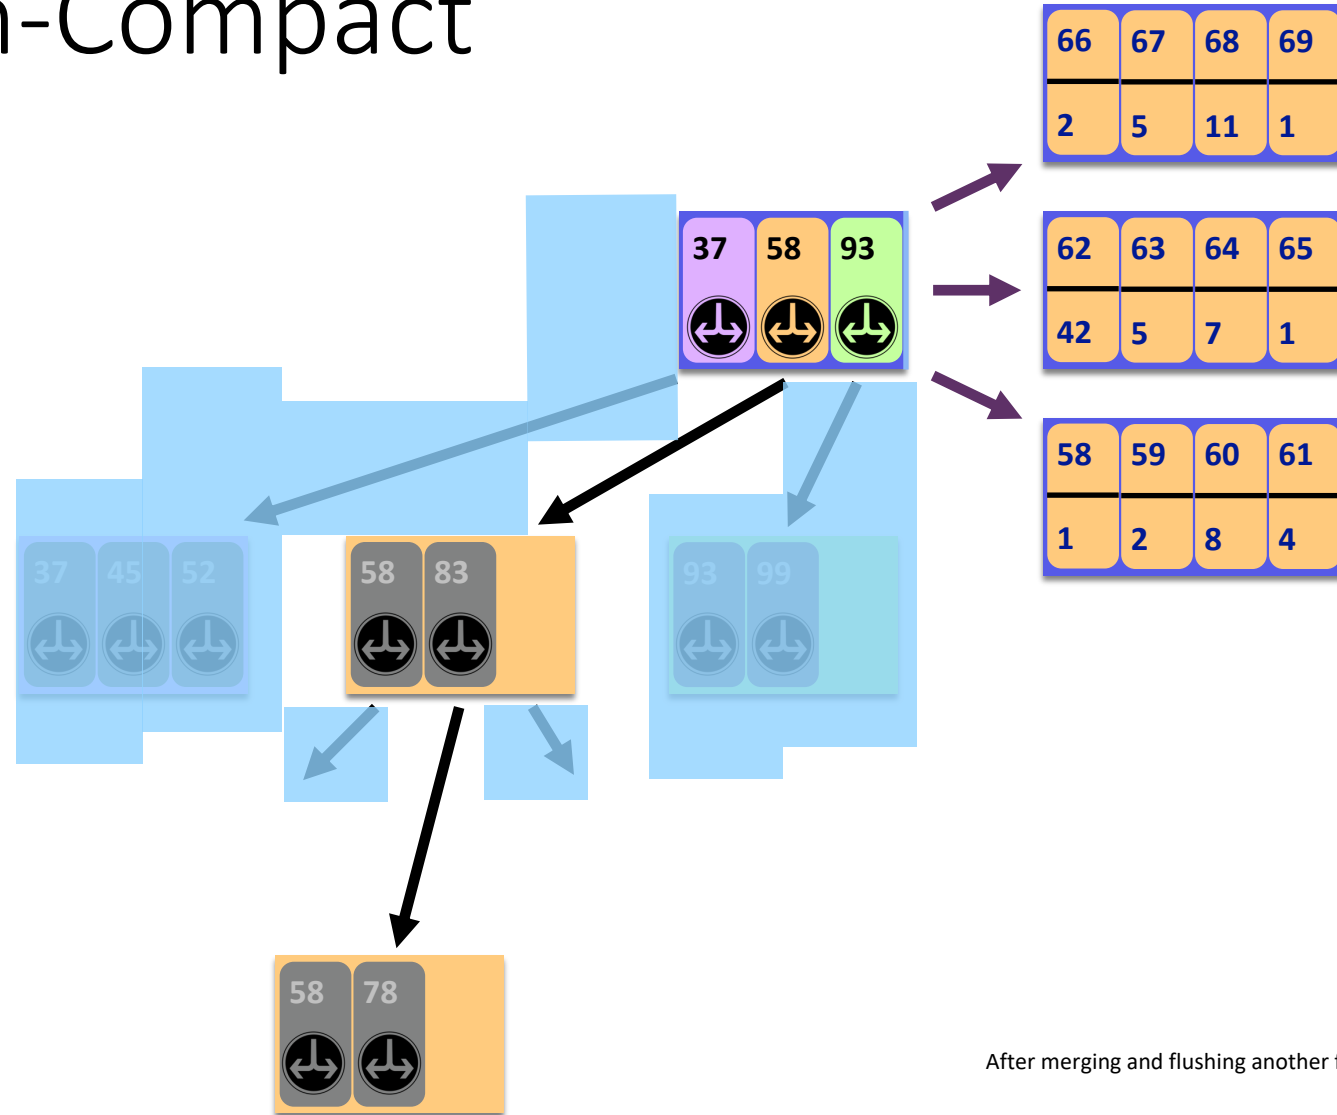 n-Compact
66 67 68 69
2 5 11 1
37 58 93
62 63 64 65
42 5 7 1
58 59 60 61
1 2 8 4
37 45 52
58 83
93 99
58 78
After merging and flushing another